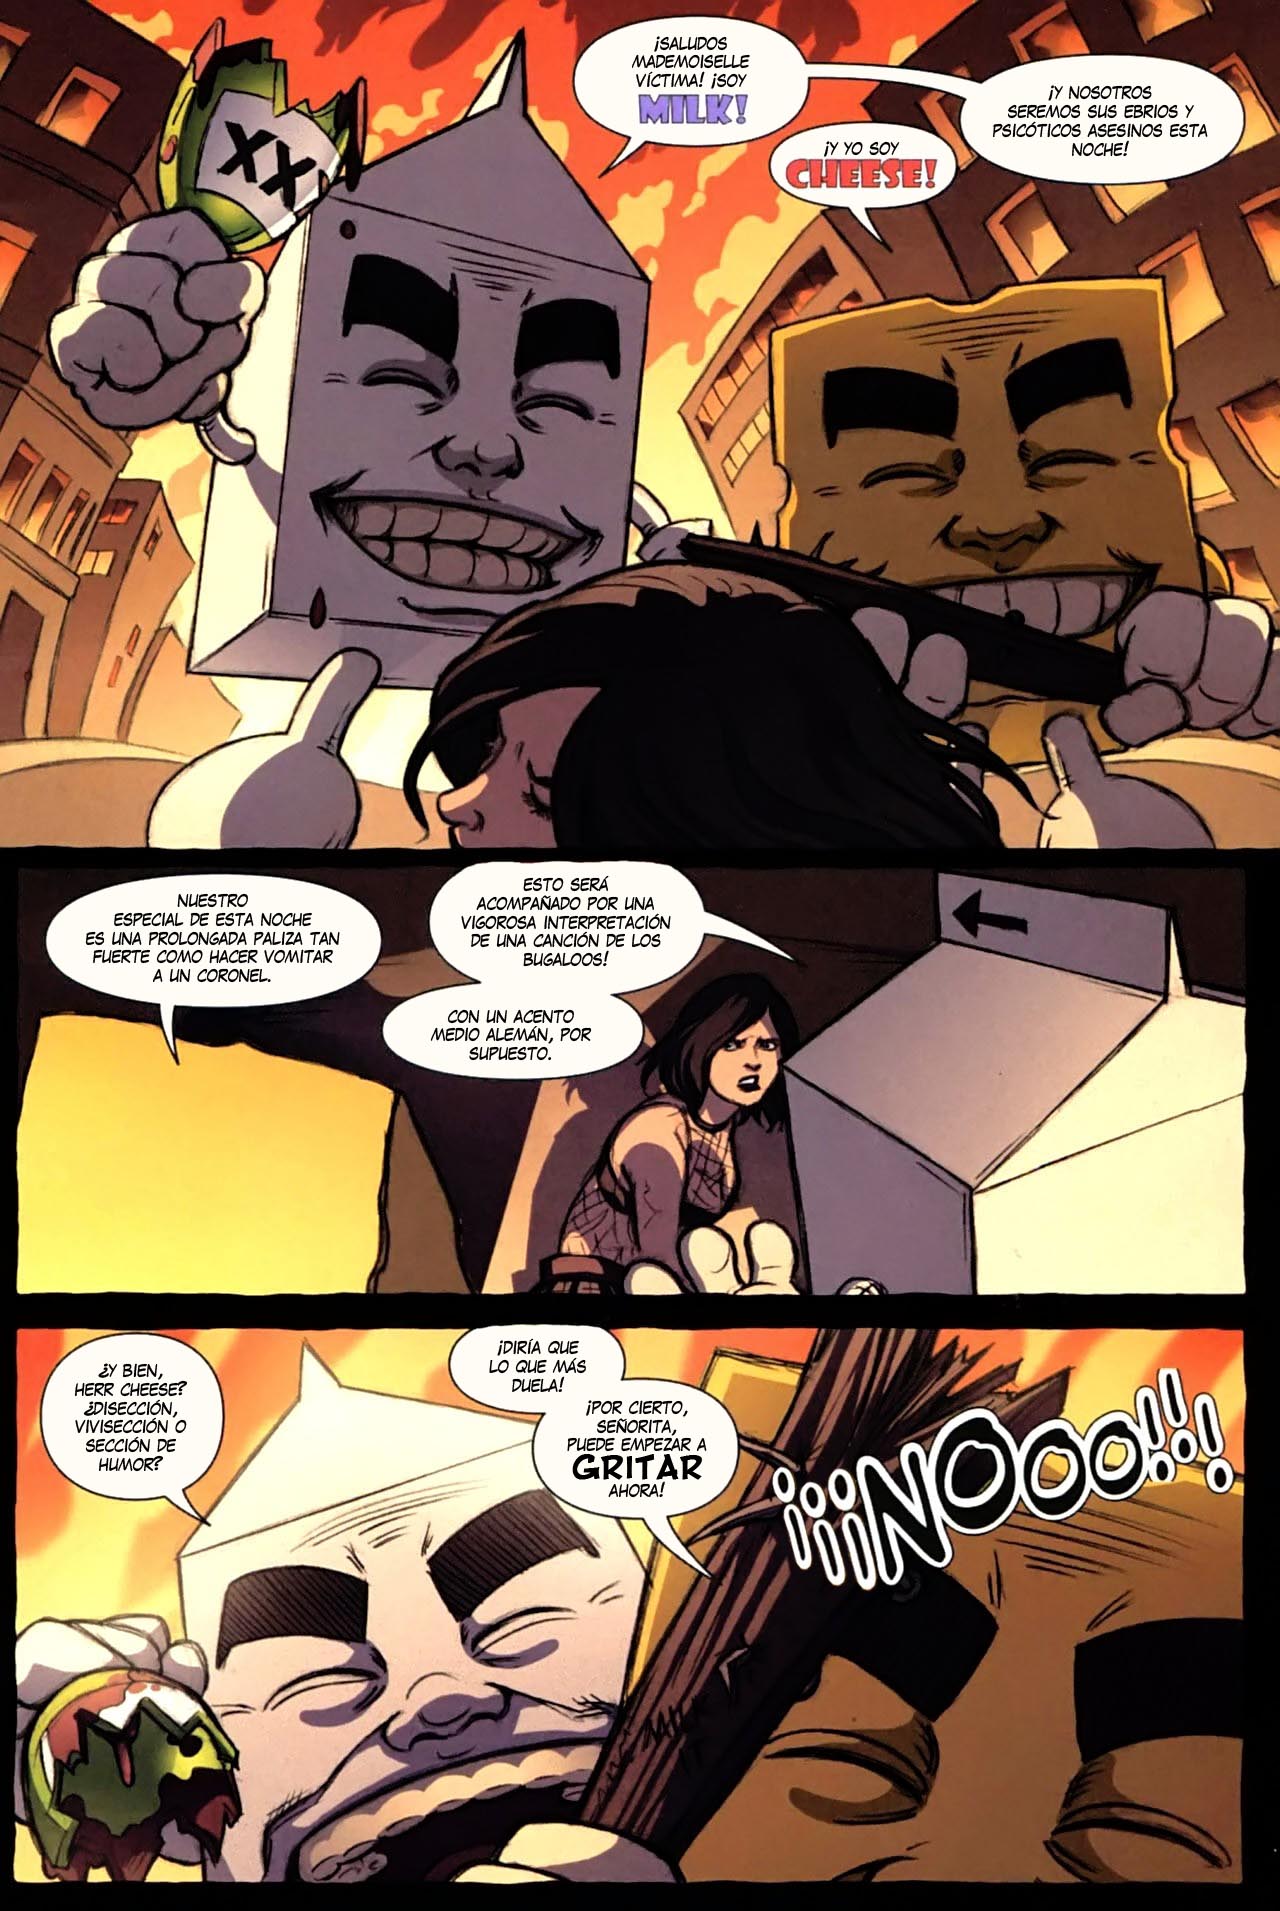 ¡SALUDOS
MADEMOISELLE
VÍCTIMA! ¡SOY
MILK!
¡Y YO SOY
CHEESE!
¡Y NOSOTROS
SEREMOS SUS EBRIOS Y
PSICÓTICOS ASESINOS ESTA
NOCHE!
XX
NUESTRO
ESPECIAL DE ESTA NOCHE
ES UNA PROLONGADA PALIZA TAN
FUERTE COMO HACER VOMITAR
A UN CORONEL.
ESTO SERÁ
ACOMPAÑADO POR UNA
VIGOROSA INTERPRETACIÓN
DE UNA CANCIÓN DE LOS
BUGALOOS!
CON UN ACENTO
MEDIO ALEMÁN, POR
SUPUESTO.
¿Y BIEN,
HERR CHEESE?
¿DISECCIÓN,
VIVISECCIÓN O
SECCIÓN DE
HUMOR?
¡DIRÍA QUE
LO QUE MÁS
DUELA!
¡POR CIERTO,
SEÑORITA,
PUEDE EMPEZAR A
GRITAR
AHORA!
¡¡¡NOOOO!!!